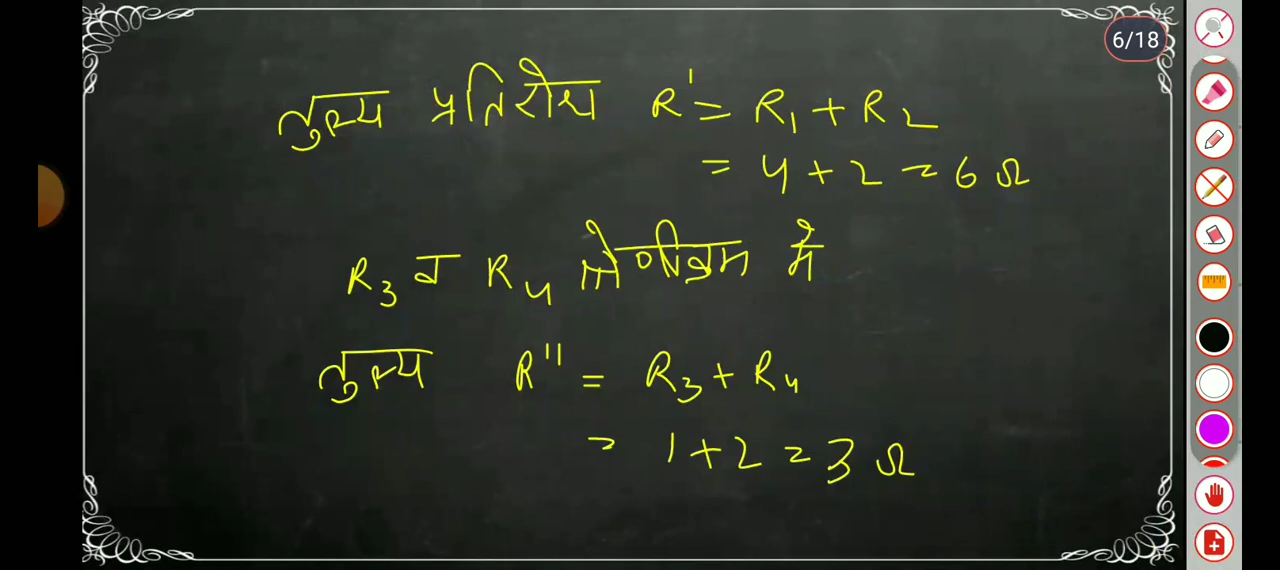 6/18
तुल्य प्रतिरोध R' = R₁ + R₂
= 4 + 2 = 6 Ω
R₃ व R₄ श्रेणीक्रम में
तुल्य R'' = R₃ + R₄
= 1 + 2 = 3 Ω